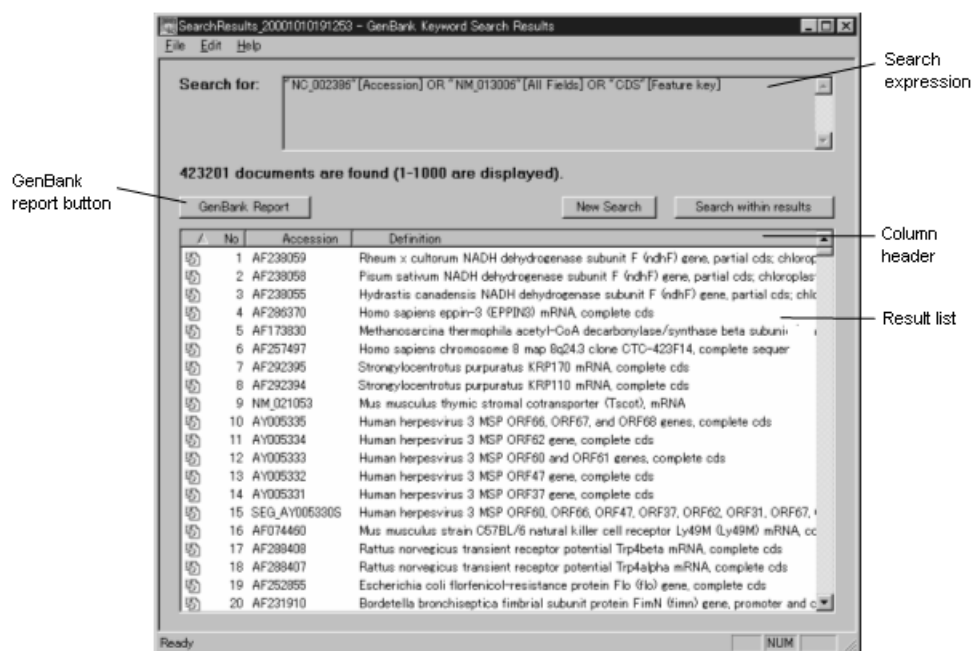 SearchResults_20001010191253 - GenBank Keyword Search Results
File Edit Help
Search for:
"NC_002386"[Accession] OR "NM_013006"[All Fields] OR "CDS"[Feature key]
Search
expression
423201 documents are found (1-1000 are displayed).
GenBank
report button
GenBank Report New Search Search within results
No Accession Definition
Column
header
1 AF238059 Rheum x cultorum NADH dehydrogenase subunit F (ndhF) gene, partial cds; chlorop
2 AF238058 Pisum sativum NADH dehydrogenase subunit F (ndhF) gene, partial cds; chloroplas
3 AF238055 Hydrastis canadensis NADH dehydrogenase subunit F (ndhF) gene, partial cds; chlo
4 AF286370 Homo sapiens eppin-3 (EPPIN3) mRNA, complete cds
Result list
5 AF173830 Methanosarcina thermophila acetyl-CoA decarbonylase/synthase beta subuni
6 AF257497 Homo sapiens chromosome 8 map 8q24.3 clone CTC-423F14, complete sequer
7 AF292395 Strongylocentrotus purpuratus KRP170 mRNA, complete cds
8 AF292394 Strongylocentrotus purpuratus KRP110 mRNA, complete cds
9 NM_021053 Mus musculus thymic stromal cotransporter (Tscot), mRNA
10 AY005335 Human herpesvirus 3 MSP ORF66, ORF67, and ORF68 genes, complete cds
11 AY005334 Human herpesvirus 3 MSP ORF62 gene, complete cds
12 AY005333 Human herpesvirus 3 MSP ORF60 and ORF61 genes, complete cds
13 AY005332 Human herpesvirus 3 MSP ORF47 gene, complete cds
14 AY005331 Human herpesvirus 3 MSP ORF37 gene, complete cds
15 SEG_AY005330S Human herpesvirus 3 MSP ORF60, ORF66, ORF47, ORF37, ORF62, ORF31, ORF67,
16 AF074460 Mus musculus strain C57BL/6 natural killer cell receptor Ly49M (Ly49M) mRNA, cc
17 AF288408 Rattus norvegicus transient receptor potential Trp4beta mRNA, complete cds
18 AF288407 Rattus norvegicus transient receptor potential Trp4alpha mRNA, complete cds
19 AF252855 Escherichia coli florfenicol-resistance protein Flo (flo) gene, complete cds
20 AF231910 Bordetella bronchiseptica fimbrial subunit protein FimN (fimn) gene, promoter and c
Ready NUM